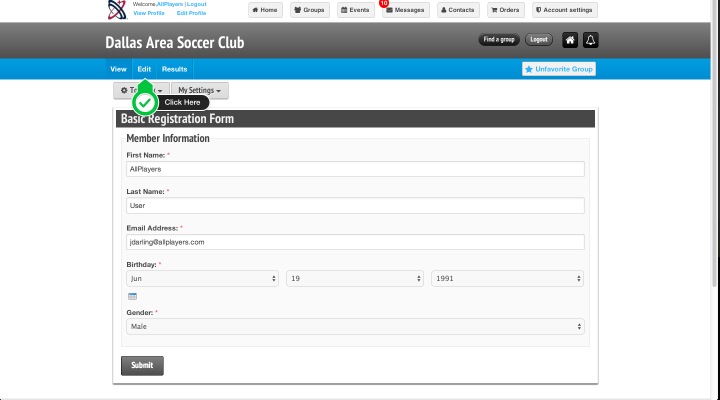 Welcome,AllPlayers | Logout
View Profile Edit Profile
Home Groups Events 10 Messages Contacts Orders Account settings
Dallas Area Soccer Club
Find a group Logout
View Edit Results
Unfavorite Group
My Settings
Click Here
Basic Registration Form
Member Information
First Name: *
AllPlayers
Last Name: *
User
Email Address: *
jdarling@allplayers.com
Birthday: *
Jun 19 1991
Gender: *
Male
Submit